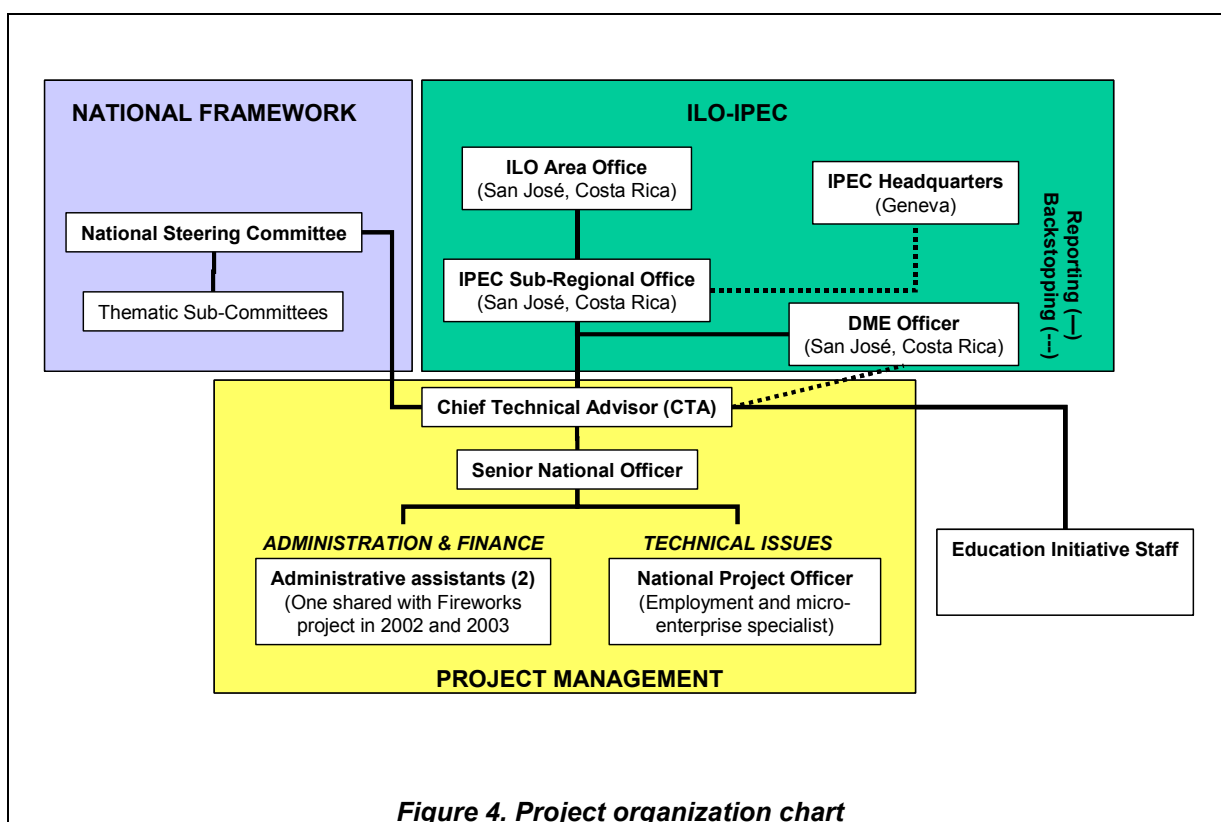 NATIONAL FRAMEWORK
National Steering Committee
Thematic Sub-Committees
ILO-IPEC
ILO Area Office
(San José, Costa Rica)
IPEC Headquarters
(Geneva)
IPEC Sub-Regional Office
(San José, Costa Rica)
DME Officer
(San José, Costa Rica)
Reporting (—)
Backstopping (---)
Chief Technical Advisor (CTA)
Senior National Officer
ADMINISTRATION & FINANCE
Administrative assistants (2)
(One shared with Fireworks
project in 2002 and 2003
TECHNICAL ISSUES
National Project Officer
(Employment and micro-
enterprise specialist)
PROJECT MANAGEMENT
Education Initiative Staff
Figure 4. Project organization chart